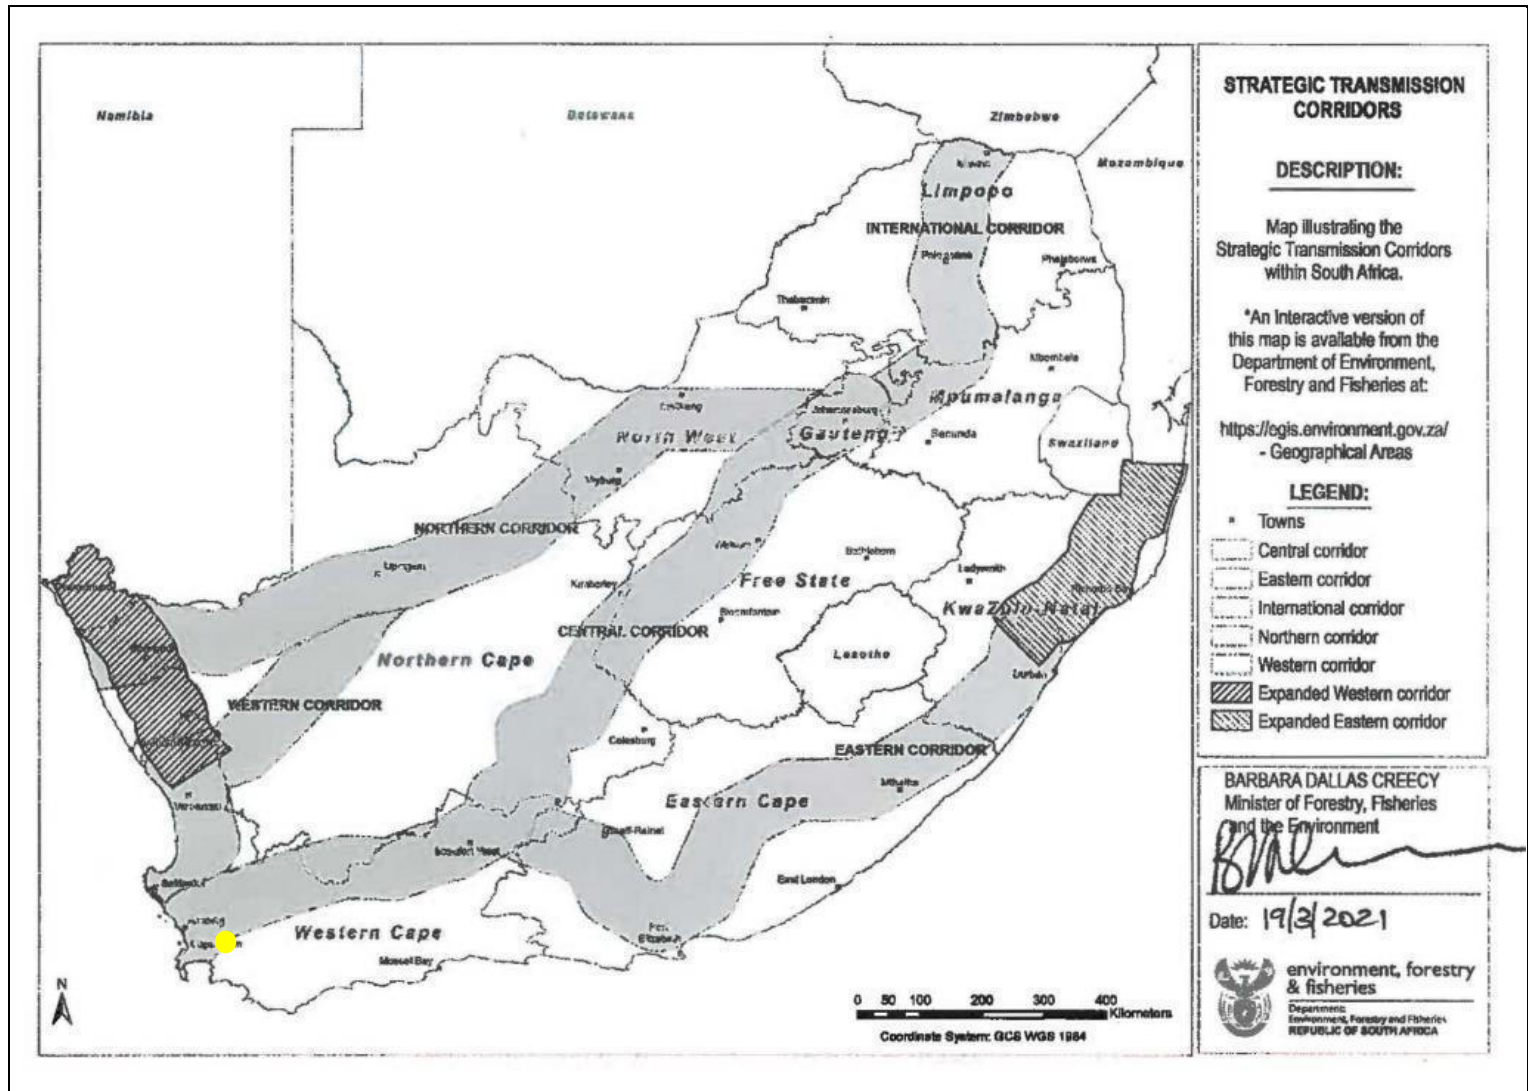 Namibia
Botswana
Zimbabwe
Mozambique
Limpopo
INTERNATIONAL CORRIDOR
Phalaborwa
Thabazimbi
Mbombela
Mpumalanga
Johannesburg
North West
Gauteng
Secunda
Swaziland
Vryburg
NORTHERN CORRIDOR
Upington
Welkom
Bethlehem
Kimberley
Free State
Ladysmith
Richards Bay
KwaZulu-Natal
Bloemfontein
CENTRAL CORRIDOR
Northern Cape
Lesotho
Durban
WESTERN CORRIDOR
Colesburg
EASTERN CORRIDOR
Mthatha
Eastern Cape
Graaff-Reinet
Beaufort West
East London
Port
Elizabeth
Western Cape
Mossel Bay
N
0 50 100 200 300 400
Kilometers
Coordinate System: GCS WGS 1984
STRATEGIC TRANSMISSION
CORRIDORS
DESCRIPTION:
Map illustrating the
Strategic Transmission Corridors
within South Africa.
*An Interactive version of
this map is available from the
Department of Environment,
Forestry and Fisheries at:
https://egis.environment.gov.za/
- Geographical Areas
LEGEND:
Towns
Central corridor
Eastern corridor
International corridor
Northern corridor
Western corridor
Expanded Western corridor
Expanded Eastern corridor
BARBARA DALLAS CREECY
Minister of Forestry, Fisheries
and the Environment
Date: 19/3/2021
environment, forestry
& fisheries
Department:
Environment, Forestry and Fisheries
REPUBLIC OF SOUTH AFRICA